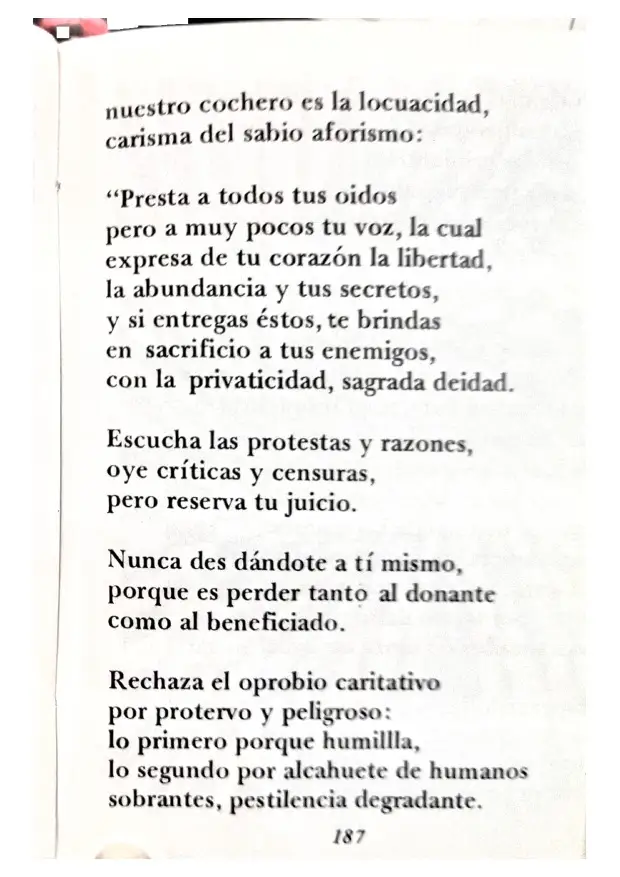 nuestro cochero es la locuacidad,
carisma del sabio aforismo:
“Presta a todos tus oidos
pero a muy pocos tu voz, la cual
expresa de tu corazón la libertad,
la abundancia y tus secretos,
y si entregas éstos, te brindas
en sacrificio a tus enemigos,
con la privaticidad, sagrada deidad.
Escucha las protestas y razones,
oye críticas y censuras,
pero reserva tu juicio.
Nunca des dándote a tí mismo,
porque es perder tanto al donante
como al beneficiado.
Rechaza el oprobio caritativo
por protervo y peligroso:
lo primero porque humillla,
lo segundo por alcahuete de humanos
sobrantes, pestilencia degradante.
187